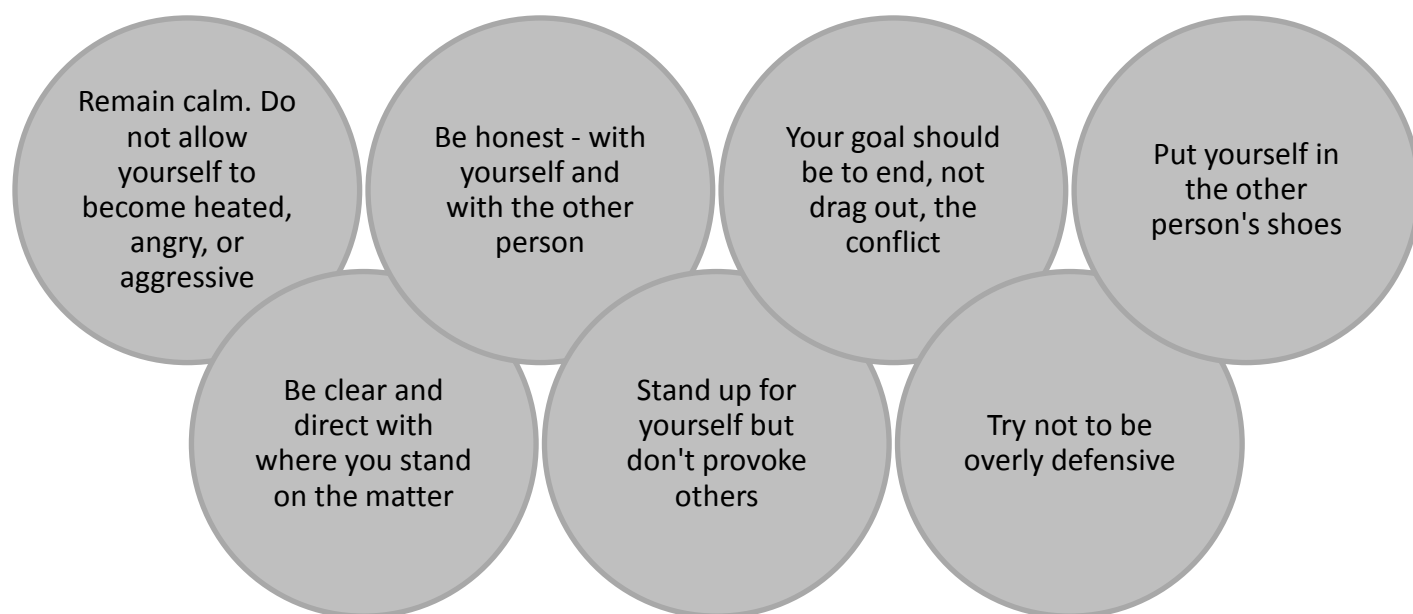 Remain calm. Do
not allow
yourself to
become heated,
angry, or
aggressive
Be clear and
direct with
where you stand
on the matter
Be honest - with
yourself and
with the other
person
Stand up for
yourself but
don't provoke
others
Your goal should
be to end, not
drag out, the
conflict
Try not to be
overly defensive
Put yourself in
the other
person's shoes